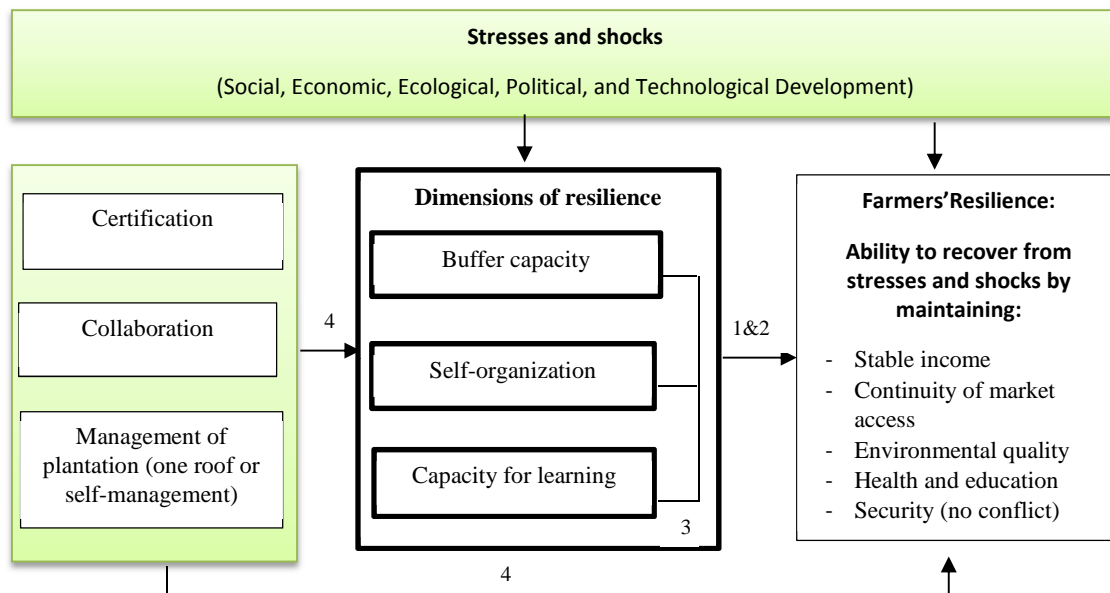 Stresses and shocks
(Social, Economic, Ecological, Political, and Technological Development)
Certification
Collaboration
Management of
plantation (one roof or
self-management)
4
Dimensions of resilience
Buffer capacity
Self-organization
Capacity for learning
3
1&2
Farmers'Resilience:
Ability to recover from
stresses and shocks by
maintaining:
- Stable income
- Continuity of market
access
- Environmental quality
- Health and education
- Security (no conflict)
4